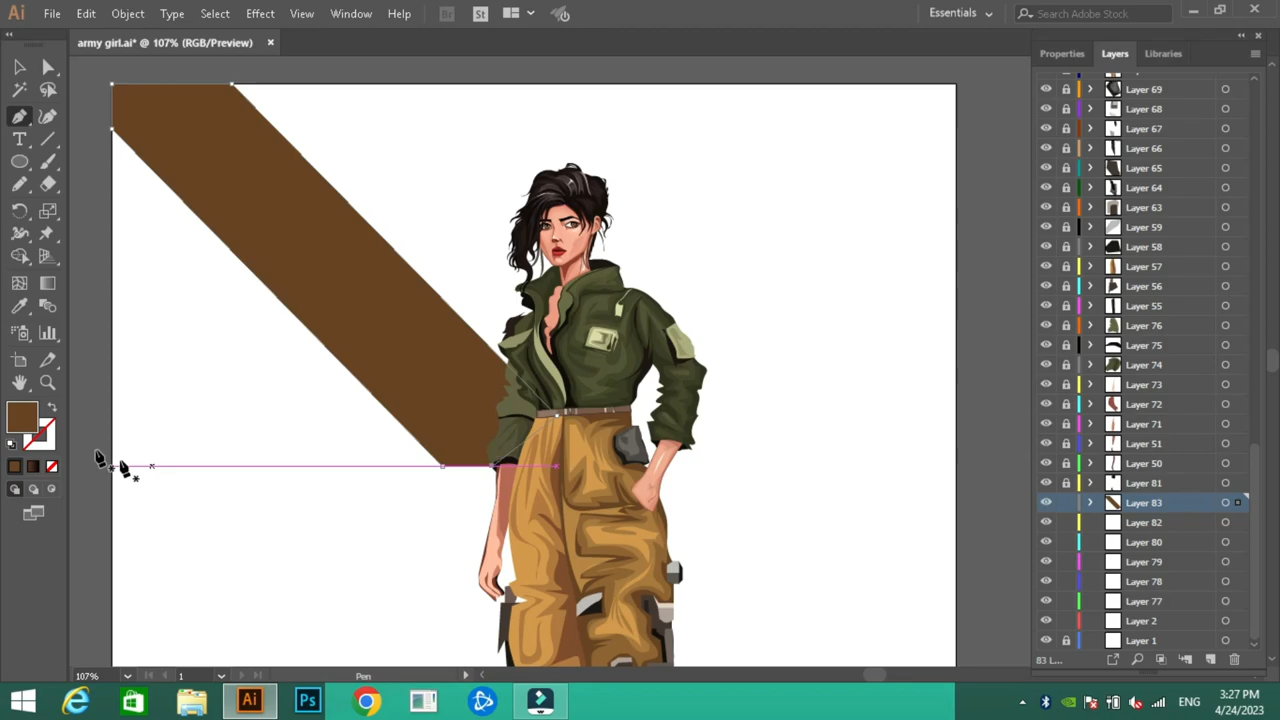 Ai File Edit Object Type Select Effect View Window Help Br St Essentials Search Adobe Stock
army girl.ai* @ 107% (RGB/Preview) ×
Properties Layers Libraries
Layer 69
Layer 68
Layer 67
Layer 66
Layer 65
Layer 64
Layer 63
Layer 59
Layer 58
Layer 57
Layer 56
Layer 55
Layer 76
Layer 75
Layer 74
Layer 73
Layer 72
Layer 71
Layer 51
Layer 50
Layer 81
Layer 83
Layer 82
Layer 80
Layer 79
Layer 78
Layer 77
Layer 2
Layer 1
83 L...
107% 1 Pen
Ai Ps ENG
3:27 PM
4/24/2023